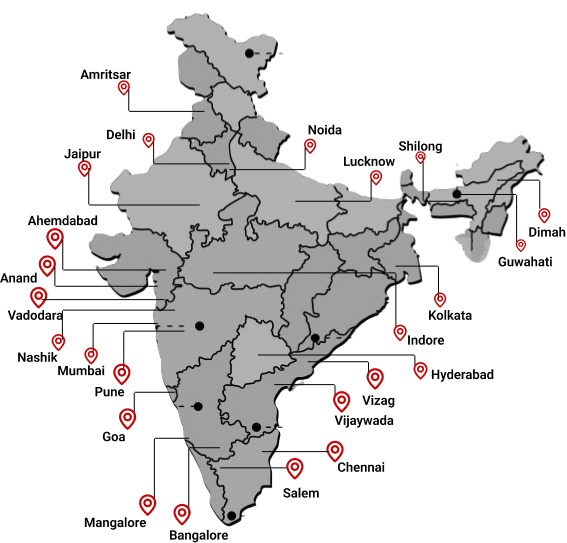 Amritsar
Delhi
Noida
Jaipur
Lucknow
Shilong
Ahemdabad
Dimah
Anand
Guwahati
Vadodara
Kolkata
Nashik
Indore
Mumbai
Hyderabad
Pune
Vizag
Goa
Vijaywada
Chennai
Salem
Mangalore
Bangalore